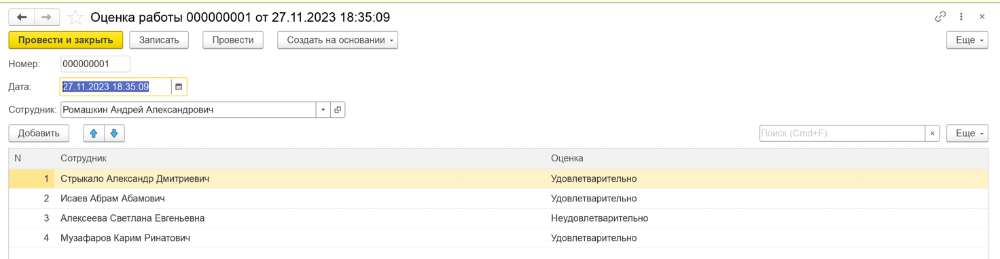 Оценка работы 000000001 от 27.11.2023 18:35:09
Провести и закрыть Записать Провести Создать на основании Еще
Номер: 000000001
Дата: 27.11.2023 18:35:09
Сотрудник: Ромашкин Андрей Александрович
Добавить Поиск (Cmd+F) × Еще
N Сотрудник Оценка
1 Стрыкало Александр Дмитриевич Удовлетварительно
2 Исаев Абрам Абамович Удовлетварительно
3 Алексеева Светлана Евгеньевна Неудовлетварительно
4 Музафаров Карим Ринатович Удовлетварительно